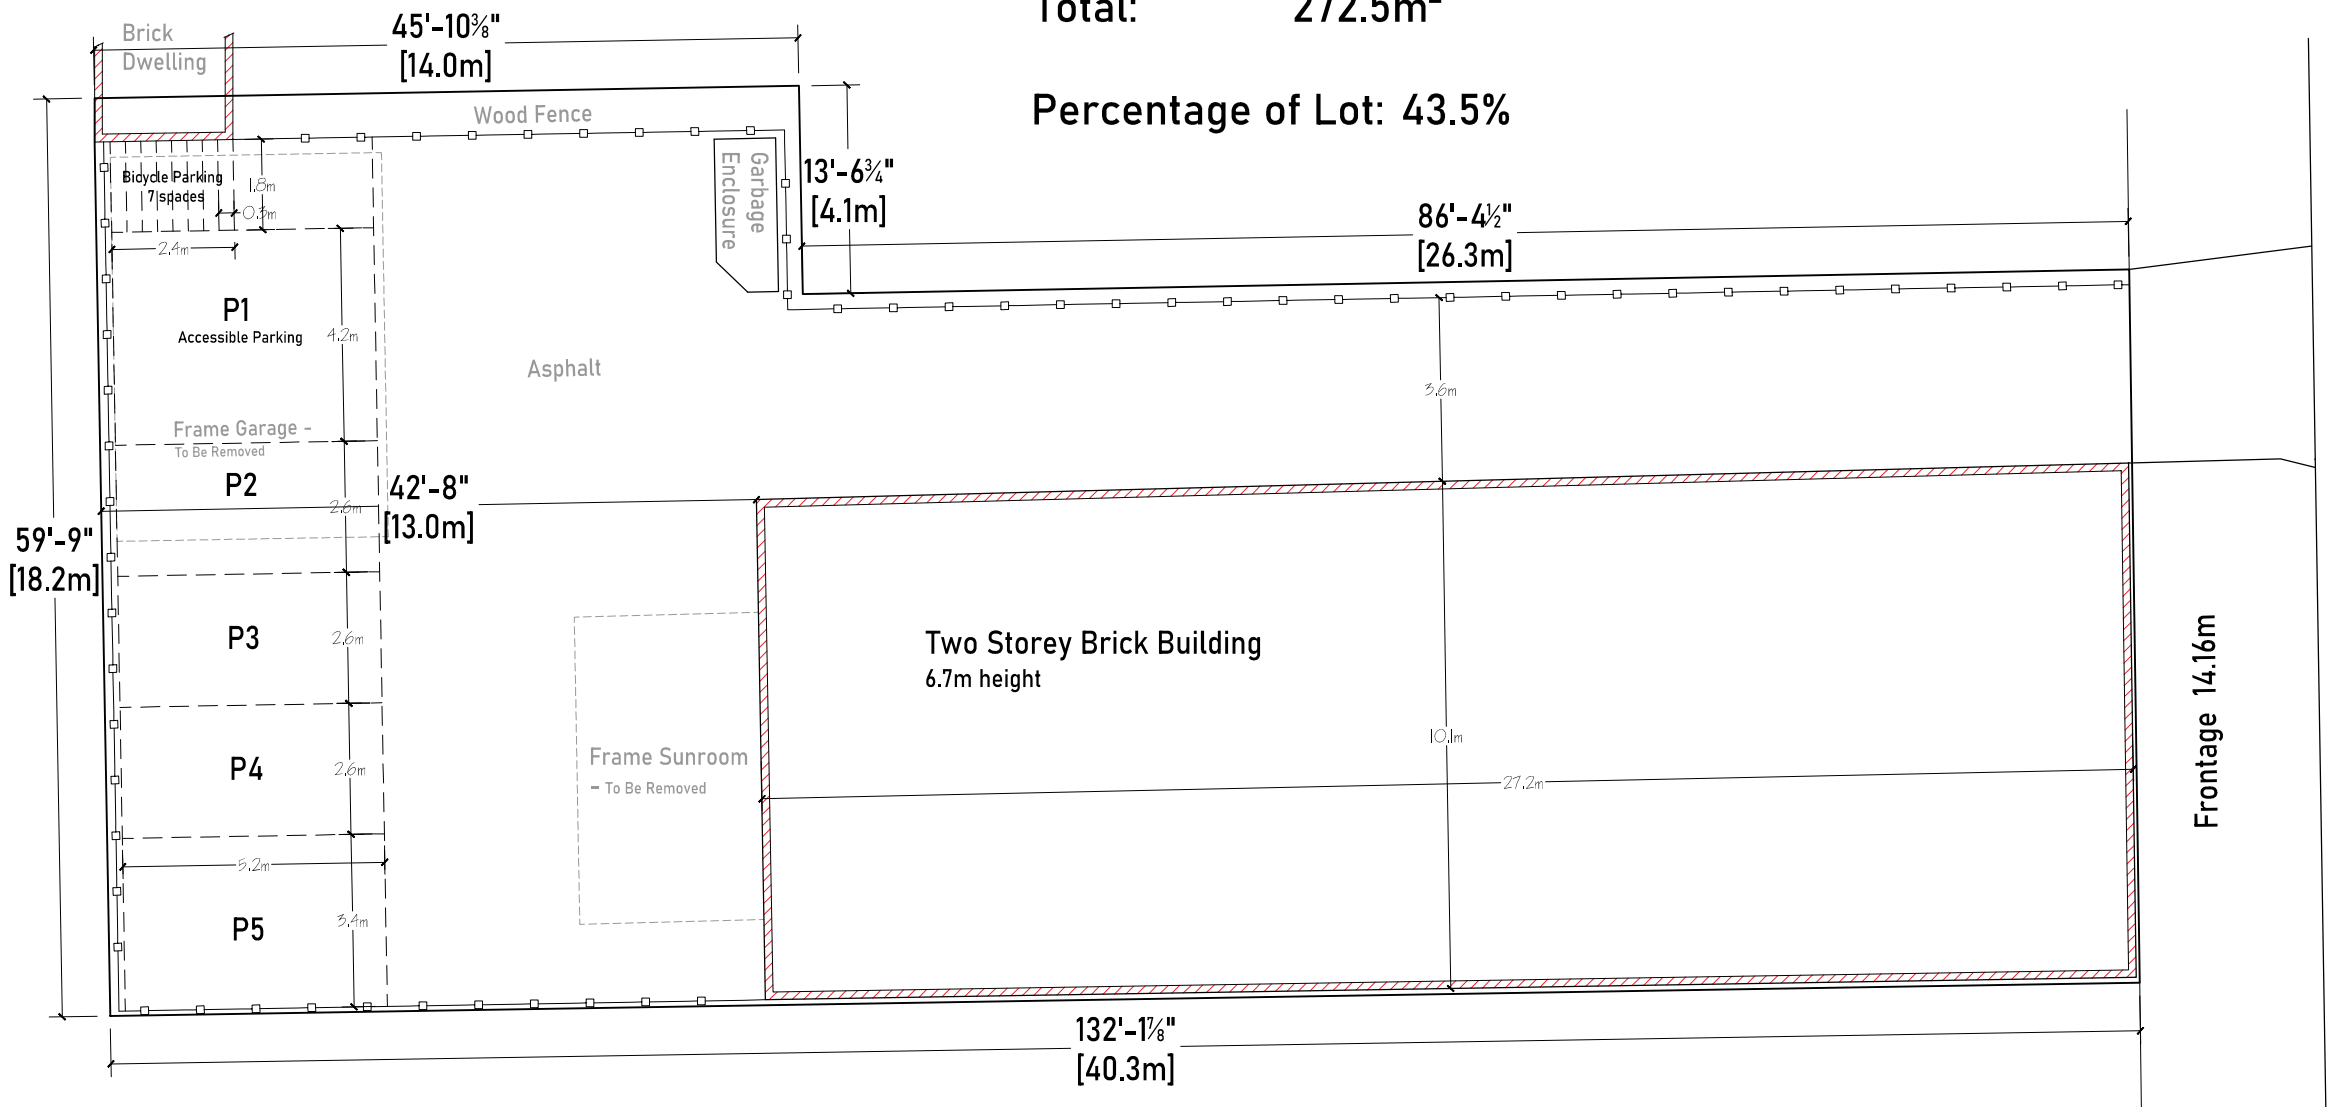 Total: 272.5m²
Percentage of Lot: 43.5%
Brick
Dwelling
45'-10⅜"
[14.0m]
Wood Fence
Garbage
Enclosure
13'-6¾"
[4.1m]
86'-4½"
[26.3m]
Bicycle Parking
7 spaces
1.8m
0.3m
2.4m
P1
Accessible Parking
4.2m
Asphalt
3.6m
Frame Garage -
To Be Removed
P2
2.6m
42'-8"
[13.0m]
59'-9"
[18.2m]
P3
2.6m
Two Storey Brick Building
6.7m height
Frontage 14.16m
P4
2.6m
Frame Sunroom
- To Be Removed
10.1m
27.2m
5.2m
P5
3.4m
132'-1⅞"
[40.3m]